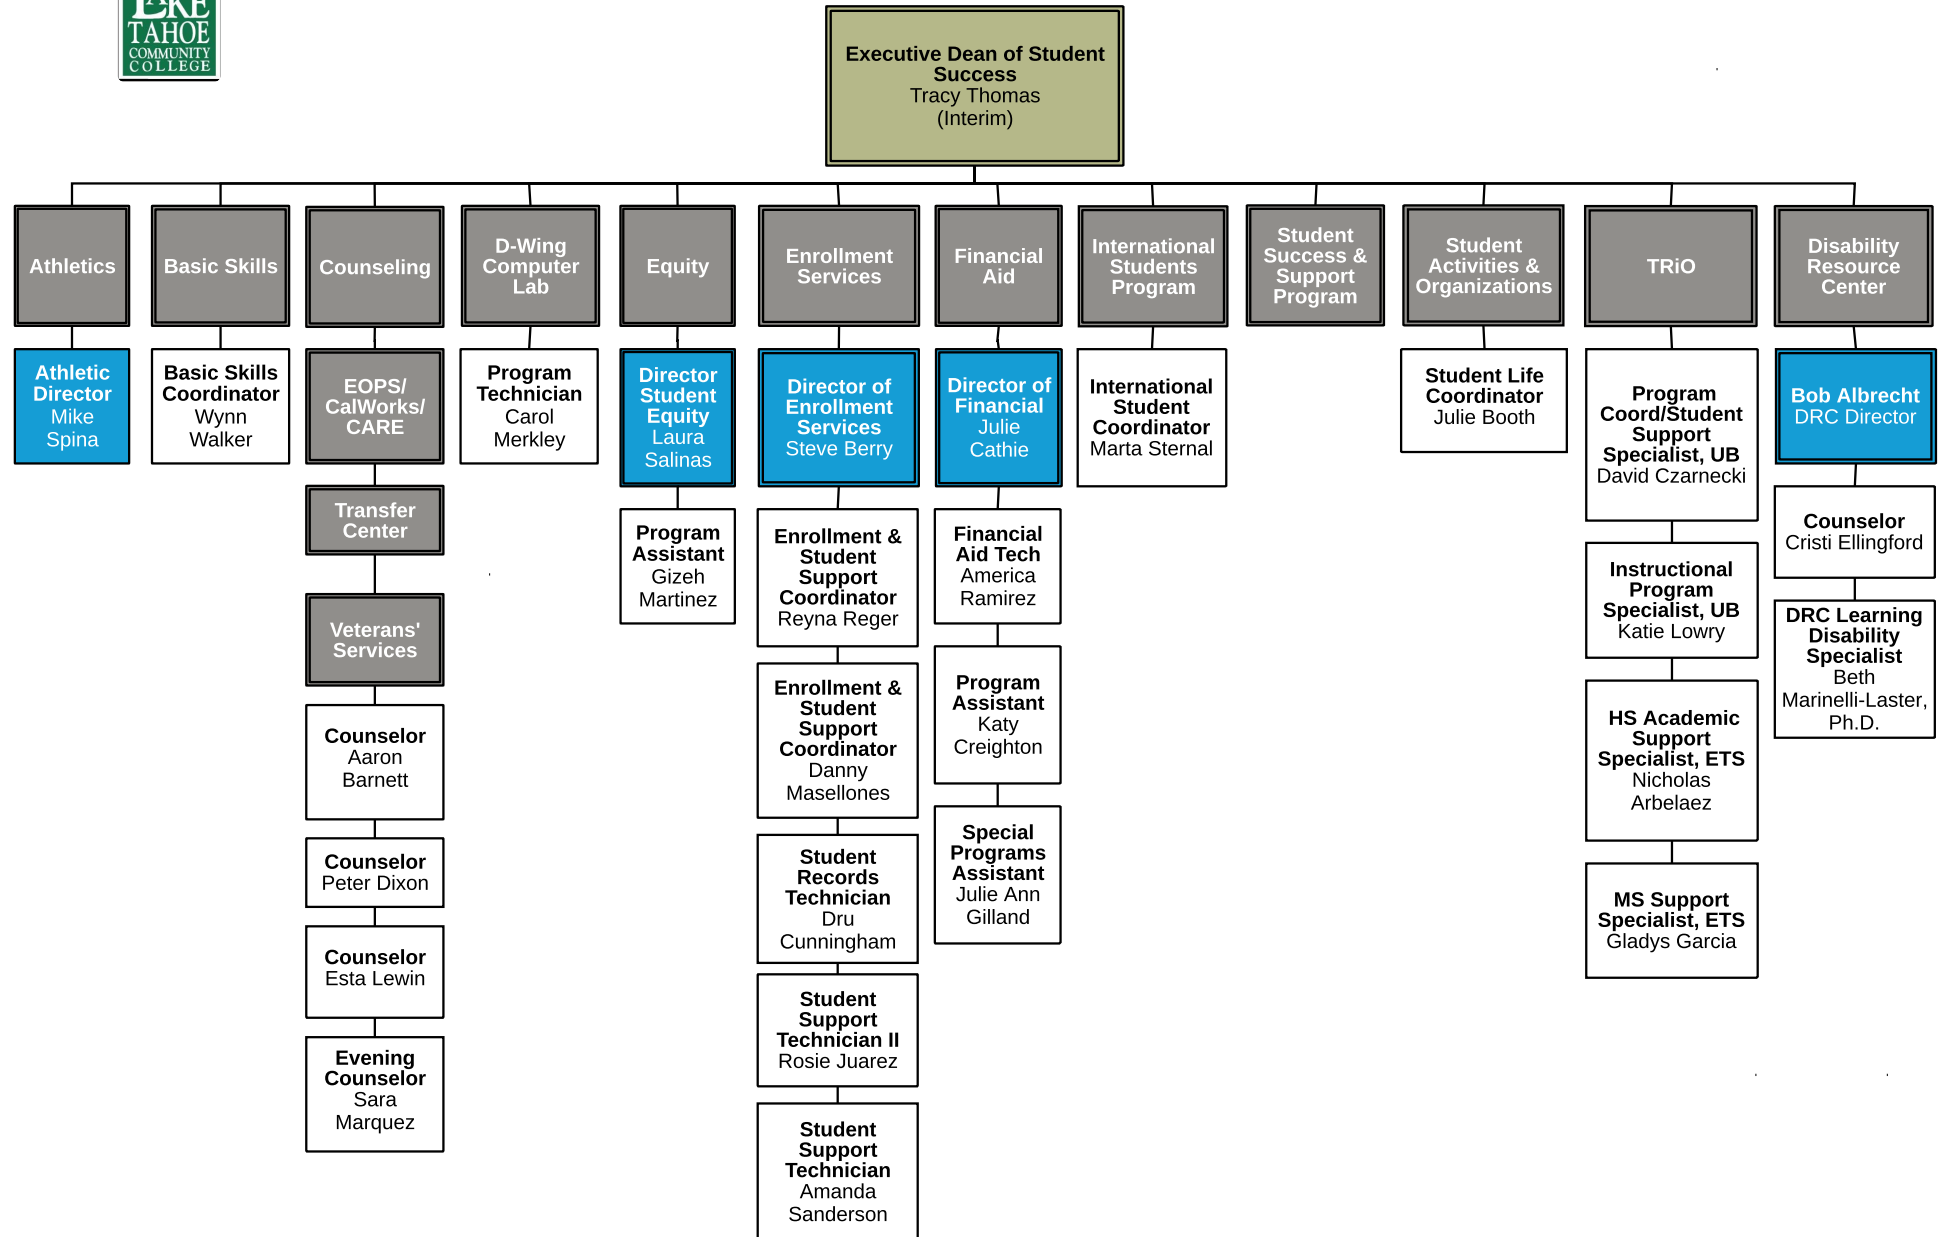 LAKE
TAHOE
COMMUNITY
COLLEGE
Executive Dean of Student
Success
Tracy Thomas
(Interim)
Athletics
Basic Skills
Counseling
D-Wing
Computer
Lab
Equity
Enrollment
Services
Financial
Aid
International
Students
Program
Student
Success &
Support
Program
Student
Activities &
Organizations
TRiO
Disability
Resource
Center
Athletic
Director
Mike
Spina
Basic Skills
Coordinator
Wynn
Walker
EOPS/
CalWorks/
CARE
Transfer
Center
Veterans'
Services
Counselor
Aaron
Barnett
Counselor
Peter Dixon
Counselor
Esta Lewin
Evening
Counselor
Sara
Marquez
Program
Technician
Carol
Merkley
Director
Student
Equity
Laura
Salinas
Program
Assistant
Gizeh
Martinez
Director of
Enrollment
Services
Steve Berry
Enrollment &
Student
Support
Coordinator
Reyna Reger
Enrollment &
Student
Support
Coordinator
Danny
Masellones
Student
Records
Technician
Dru
Cunningham
Student
Support
Technician II
Rosie Juarez
Student
Support
Technician
Amanda
Sanderson
Director of
Financial
Julie
Cathie
Financial
Aid Tech
America
Ramirez
Program
Assistant
Katy
Creighton
Special
Programs
Assistant
Julie Ann
Gilland
International
Student
Coordinator
Marta Sternal
Student Life
Coordinator
Julie Booth
Program
Coord/Student
Support
Specialist, UB
David Czarnecki
Instructional
Program
Specialist, UB
Katie Lowry
HS Academic
Support
Specialist, ETS
Nicholas
Arbelaez
MS Support
Specialist, ETS
Gladys Garcia
Bob Albrecht
DRC Director
Counselor
Cristi Ellingford
DRC Learning
Disability
Specialist
Beth
Marinelli-Laster,
Ph.D.